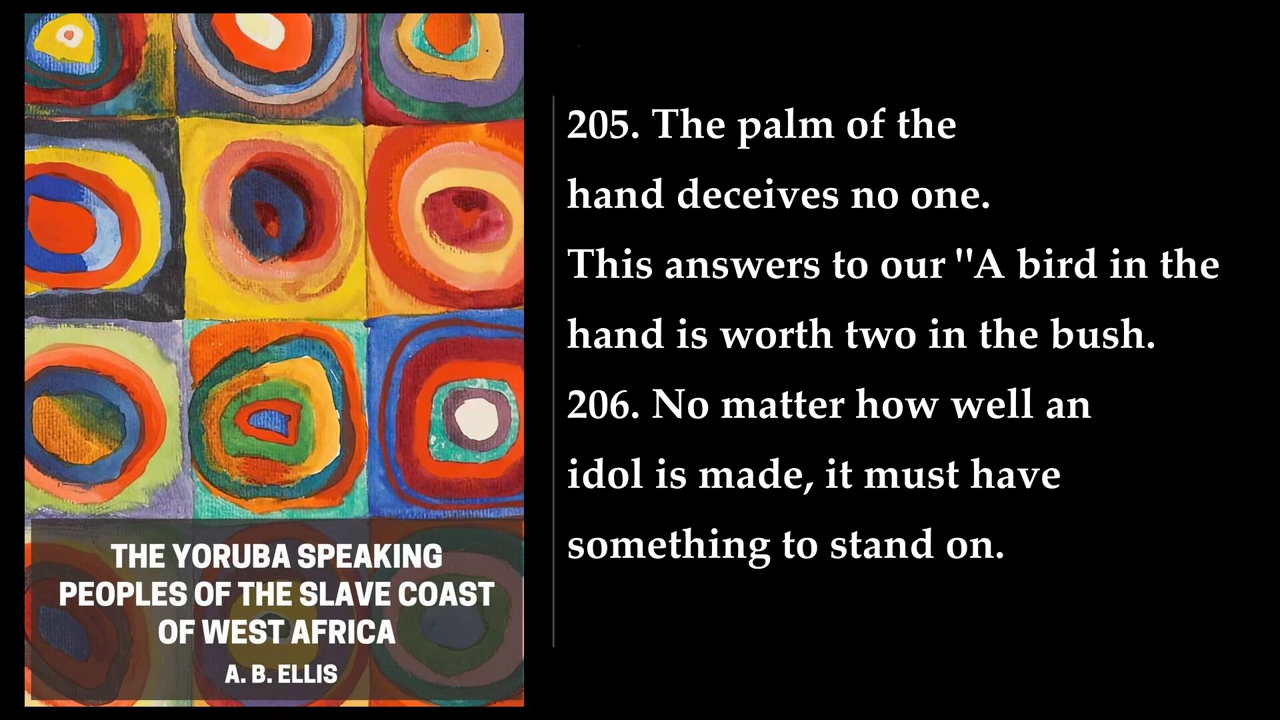 THE YORUBA SPEAKING
PEOPLES OF THE SLAVE COAST
OF WEST AFRICA
A. B. ELLIS
205. The palm of the
hand deceives no one.
This answers to our "A bird in the
hand is worth two in the bush.
206. No matter how well an
idol is made, it must have
something to stand on.